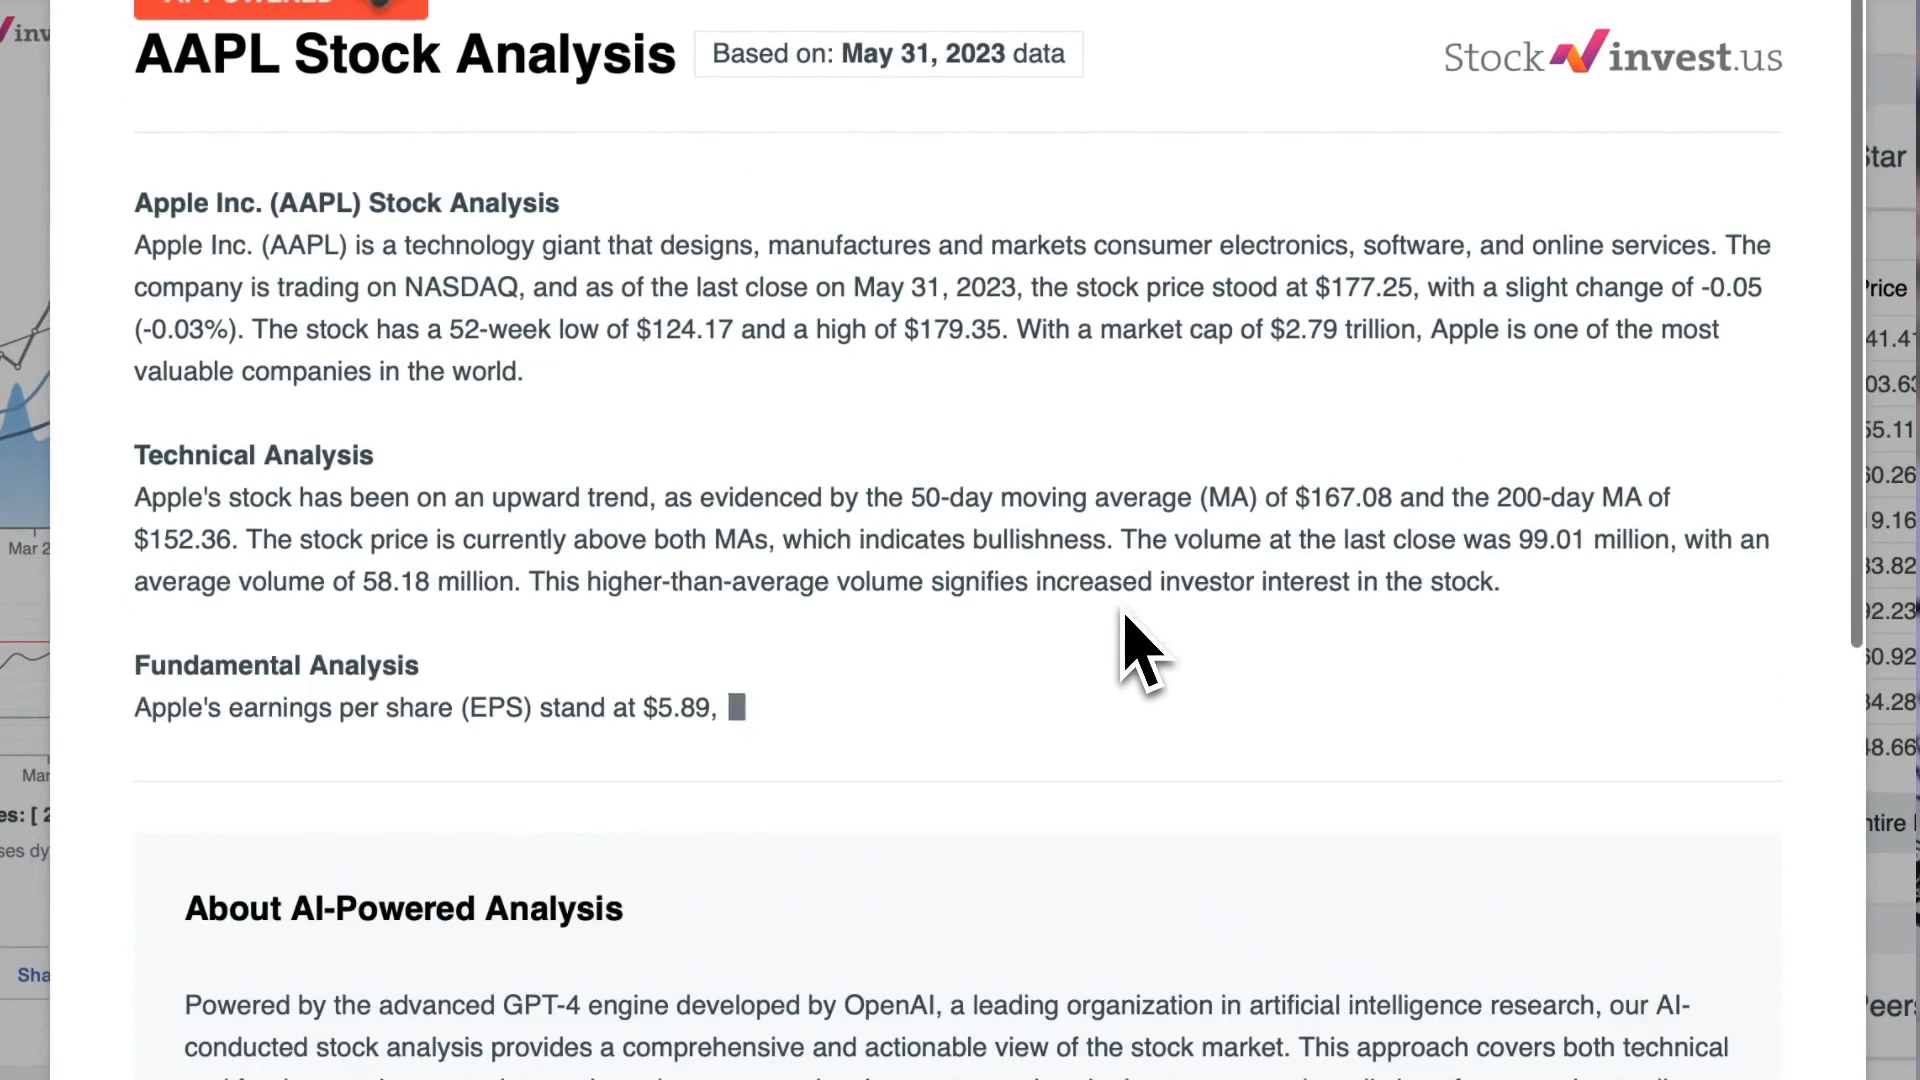 AAPL Stock Analysis
Based on: May 31, 2023 data
Stock invest.us
Apple Inc. (AAPL) Stock Analysis
Apple Inc. (AAPL) is a technology giant that designs, manufactures and markets consumer electronics, software, and online services. The
company is trading on NASDAQ, and as of the last close on May 31, 2023, the stock price stood at $177.25, with a slight change of -0.05
(-0.03%). The stock has a 52-week low of $124.17 and a high of $179.35. With a market cap of $2.79 trillion, Apple is one of the most
valuable companies in the world.
Technical Analysis
Apple's stock has been on an upward trend, as evidenced by the 50-day moving average (MA) of $167.08 and the 200-day MA of
$152.36. The stock price is currently above both MAs, which indicates bullishness. The volume at the last close was 99.01 million, with an
average volume of 58.18 million. This higher-than-average volume signifies increased investor interest in the stock.
Fundamental Analysis
Apple's earnings per share (EPS) stand at $5.89,
About AI-Powered Analysis
Powered by the advanced GPT-4 engine developed by OpenAI, a leading organization in artificial intelligence research, our AI-
conducted stock analysis provides a comprehensive and actionable view of the stock market. This approach covers both technical